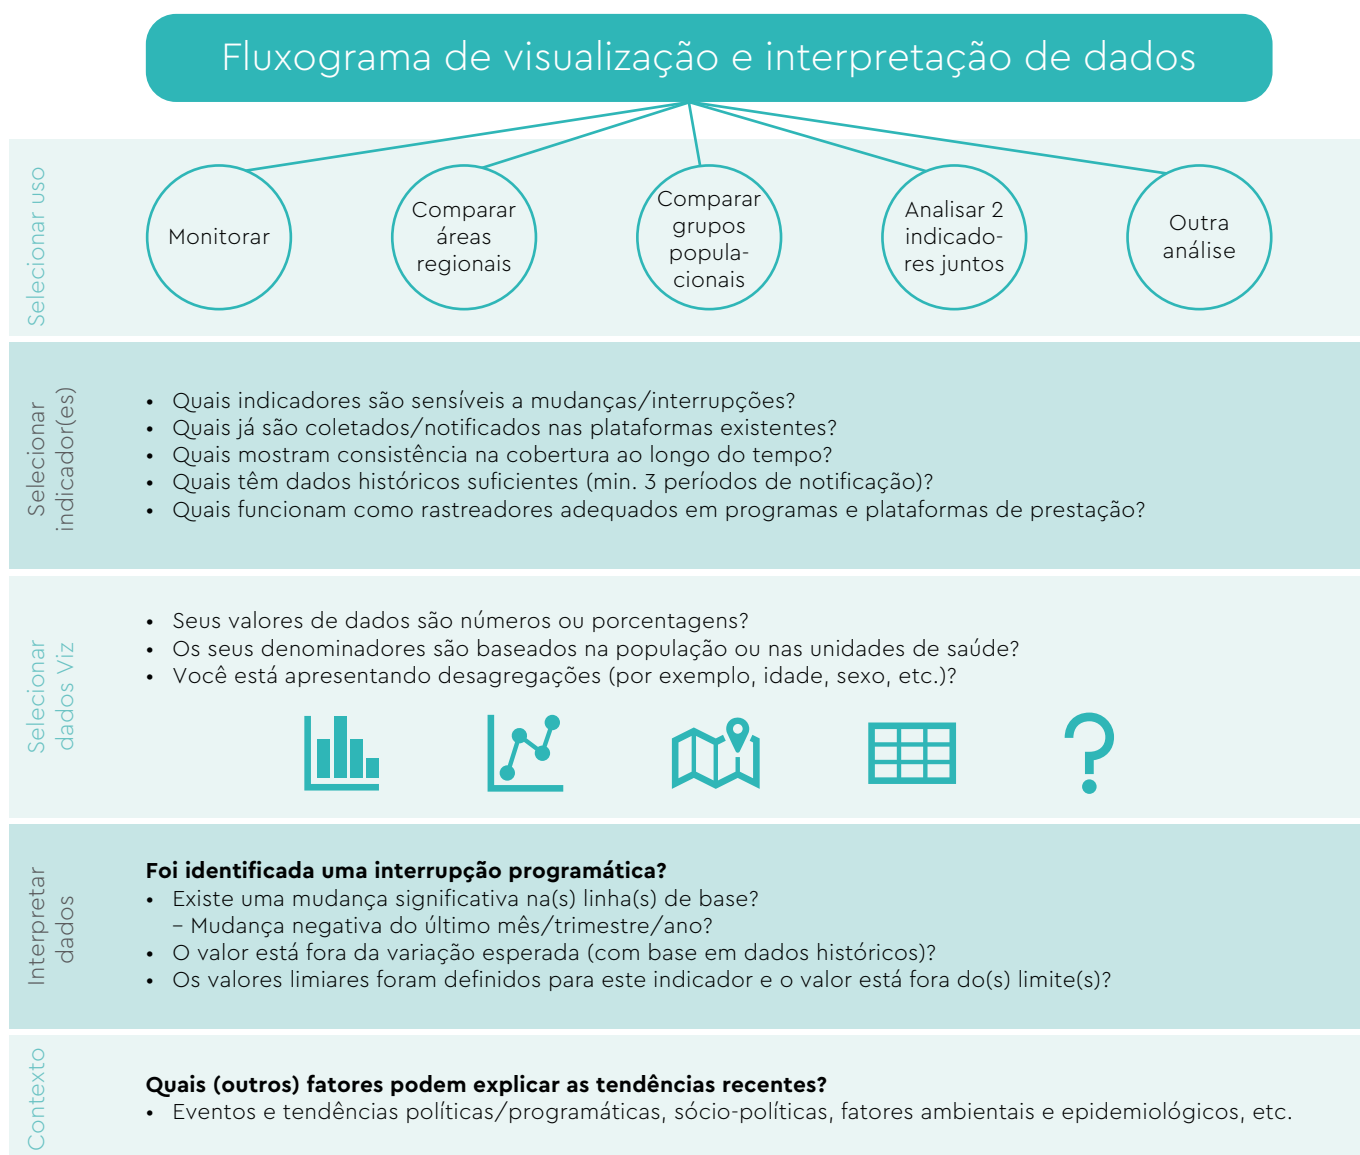 Fluxograma de visualização e interpretação de dados
Selecionar uso
Monitorar
Comparar
áreas
regionais
Comparar
grupos
popula-
cionais
Analisar 2
indicado-
res juntos
Outra
análise
Selecionar
indicador(es)
• Quais indicadores são sensíveis a mudanças/interrupções?
• Quais já são coletados/notificados nas plataformas existentes?
• Quais mostram consistência na cobertura ao longo do tempo?
• Quais têm dados históricos suficientes (min. 3 períodos de notificação)?
• Quais funcionam como rastreadores adequados em programas e plataformas de prestação?
Selecionar
dados Viz
• Seus valores de dados são números ou porcentagens?
• Os seus denominadores são baseados na população ou nas unidades de saúde?
• Você está apresentando desagregações (por exemplo, idade, sexo, etc.)?
?
Interpretar
dados
Foi identificada uma interrupção programática?
• Existe uma mudança significativa na(s) linha(s) de base?
– Mudança negativa do último mês/trimestre/ano?
• O valor está fora da variação esperada (com base em dados históricos)?
• Os valores limiares foram definidos para este indicador e o valor está fora do(s) limite(s)?
Contexto
Quais (outros) fatores podem explicar as tendências recentes?
• Eventos e tendências políticas/programáticas, sócio-políticas, fatores ambientais e epidemiológicos, etc.